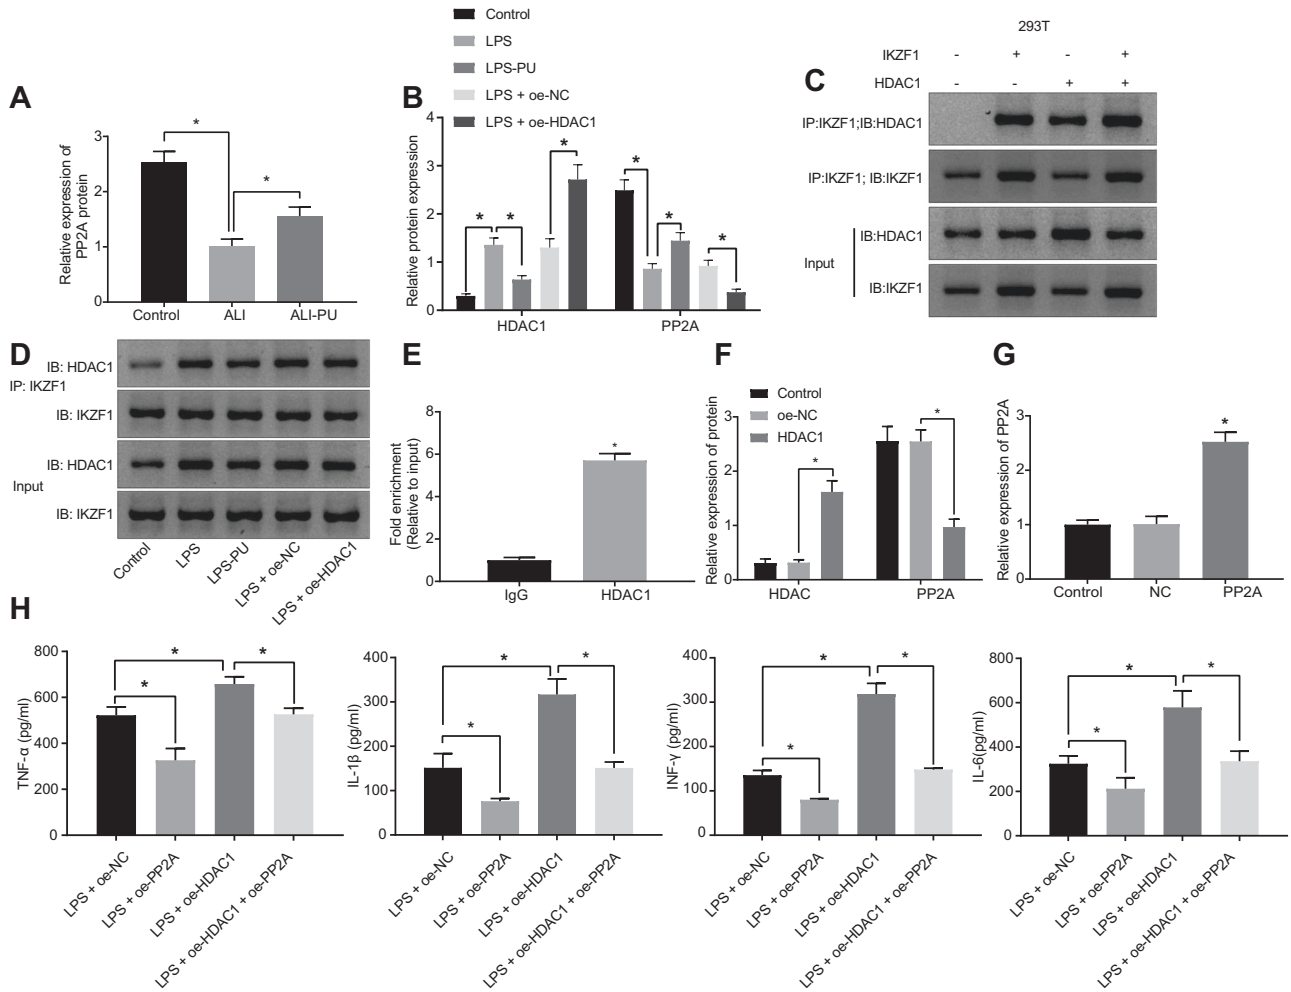 A
Relative expression of
PP2A protein
3
2
1
0
*
*
Control
ALI
ALI-PU
B
Control
LPS
LPS-PU
LPS + oe-NC
LPS + oe-HDAC1
Relative protein expression
4
3
2
1
0
*
*
*
*
*
*
HDAC1
PP2A
C
293T
IKZF1 - + - +
HDAC1 - - + +
IP:IKZF1;IB:HDAC1
IP:IKZF1; IB:IKZF1
Input
IB:HDAC1
IB:IKZF1
D
IP: IKZF1
IB: HDAC1
IB: IKZF1
Input
IB: HDAC1
IB: IKZF1
Control
LPS
LPS-PU
LPS + oe-NC
LPS + oe-HDAC1
E
Fold enrichment
(Relative to input)
8
6
4
2
0
*
IgG
HDAC1
F
Control
oe-NC
HDAC1
Relative expression of protein
3
2
1
0
*
*
HDAC
PP2A
G
Relative expression of PP2A
3
2
1
0
*
Control
NC
PP2A
H
TNF-α (pg/ml)
800
600
400
200
0
*
*
*
LPS + oe-NC
LPS + oe-PP2A
LPS + oe-HDAC1
LPS + oe-HDAC1 + oe-PP2A
IL-1β (pg/ml)
400
300
200
100
0
*
*
*
LPS + oe-NC
LPS + oe-PP2A
LPS + oe-HDAC1
LPS + oe-HDAC1 + oe-PP2A
INF-γ (pg/ml)
400
300
200
100
0
*
*
*
LPS + oe-NC
LPS + oe-PP2A
LPS + oe-HDAC1
LPS + oe-HDAC1 + oe-PP2A
IL-6(pg/ml)
800
600
400
200
0
*
*
*
LPS + oe-NC
LPS + oe-PP2A
LPS + oe-HDAC1
LPS + oe-HDAC1 + oe-PP2A